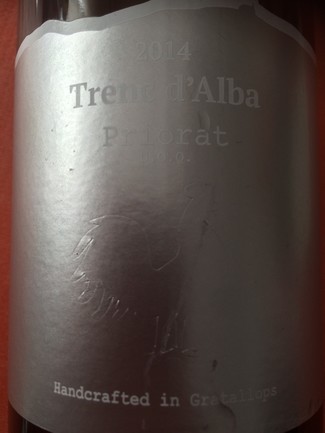 2014
Trenc d'Alba
Priorat
Handcrafted in Gratallops